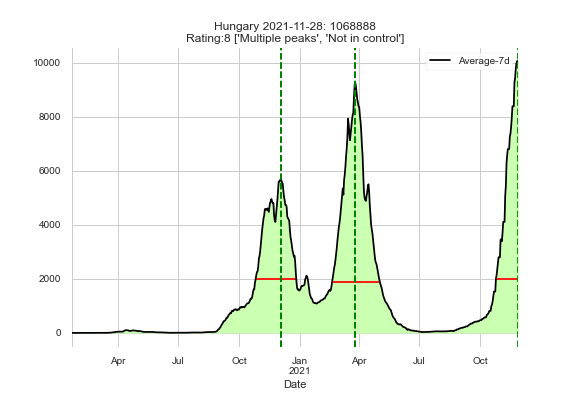 Hungary 2021-11-28: 1068888
Rating:8 ['Multiple peaks', 'Not in control']
Average-7d
10000
8000
6000
4000
2000
0
Apr Jul Oct Jan Apr Jul Oct
2021
Date